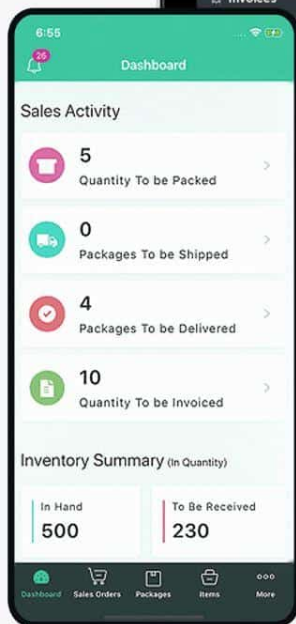 Invoices
6:55
26
Dashboard
Sales Activity
5
Quantity To be Packed
0
Packages To be Shipped
4
Packages To be Delivered
10
Quantity To be Invoiced
Inventory Summary (In Quantity)
In Hand
500
To Be Received
230
Dashboard Sales Orders Packages Items More